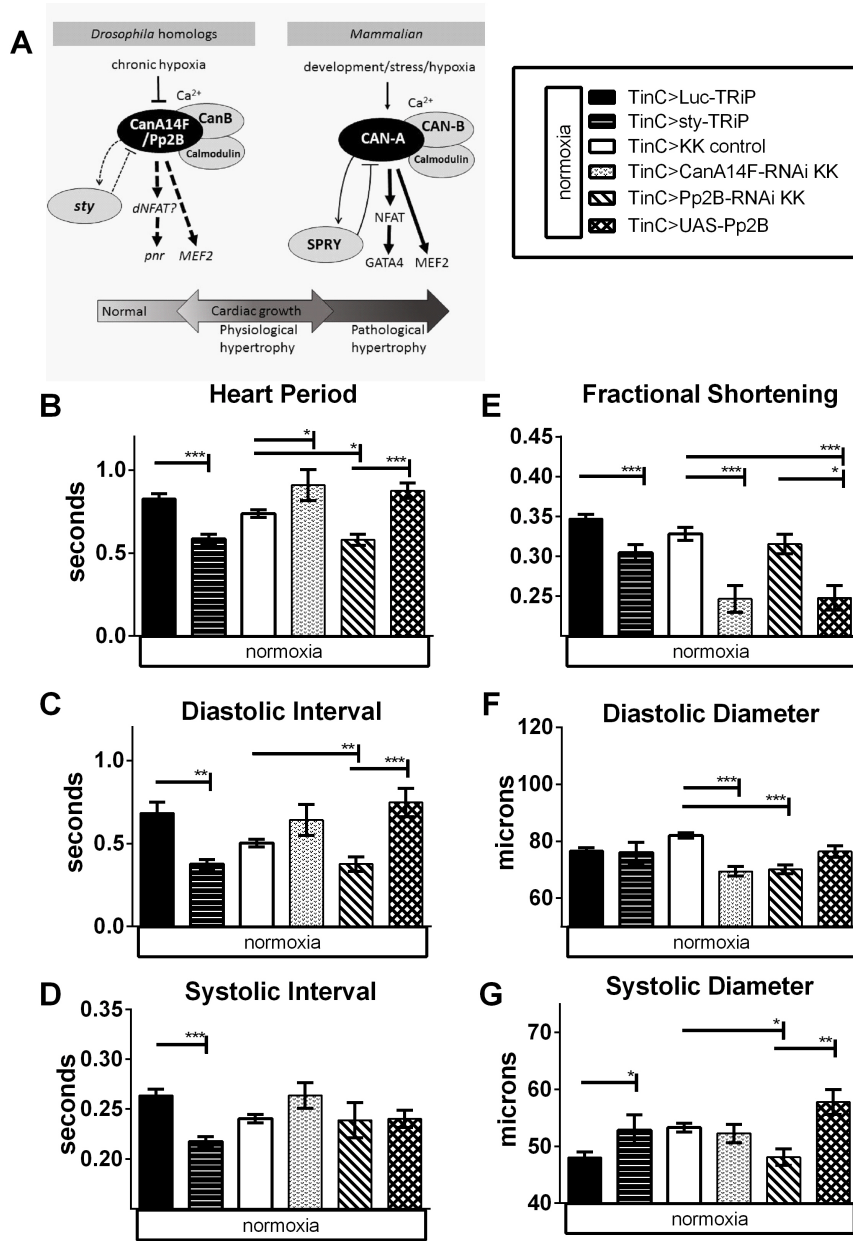 A
Drosophila homologs
Mammalian
chronic hypoxia
development/stress/hypoxia
Ca2+
CanA14F
/Pp2B
CanB
Calmodulin
sty
dNFAT?
pnr
MEF2
Ca2+
CAN-A
CAN-B
Calmodulin
SPRY
NFAT
GATA4
MEF2
Normal
Cardiac growth
Physiological
hypertrophy
Pathological
hypertrophy
normoxia
TinC>Luc-TRiP
TinC>sty-TRiP
TinC>KK control
TinC>CanA14F-RNAi KK
TinC>Pp2B-RNAi KK
TinC>UAS-Pp2B
B
Heart Period
seconds
1.0
0.5
0.0
***
*
*
***
normoxia
E
Fractional Shortening
0.45
0.40
0.35
0.30
0.25
***
***
***
*
normoxia
C
Diastolic Interval
seconds
1.0
0.5
0.0
**
**
***
normoxia
F
Diastolic Diameter
microns
120
100
80
60
***
***
normoxia
D
Systolic Interval
seconds
0.35
0.30
0.25
0.20
***
normoxia
G
Systolic Diameter
microns
70
60
50
40
*
*
**
normoxia